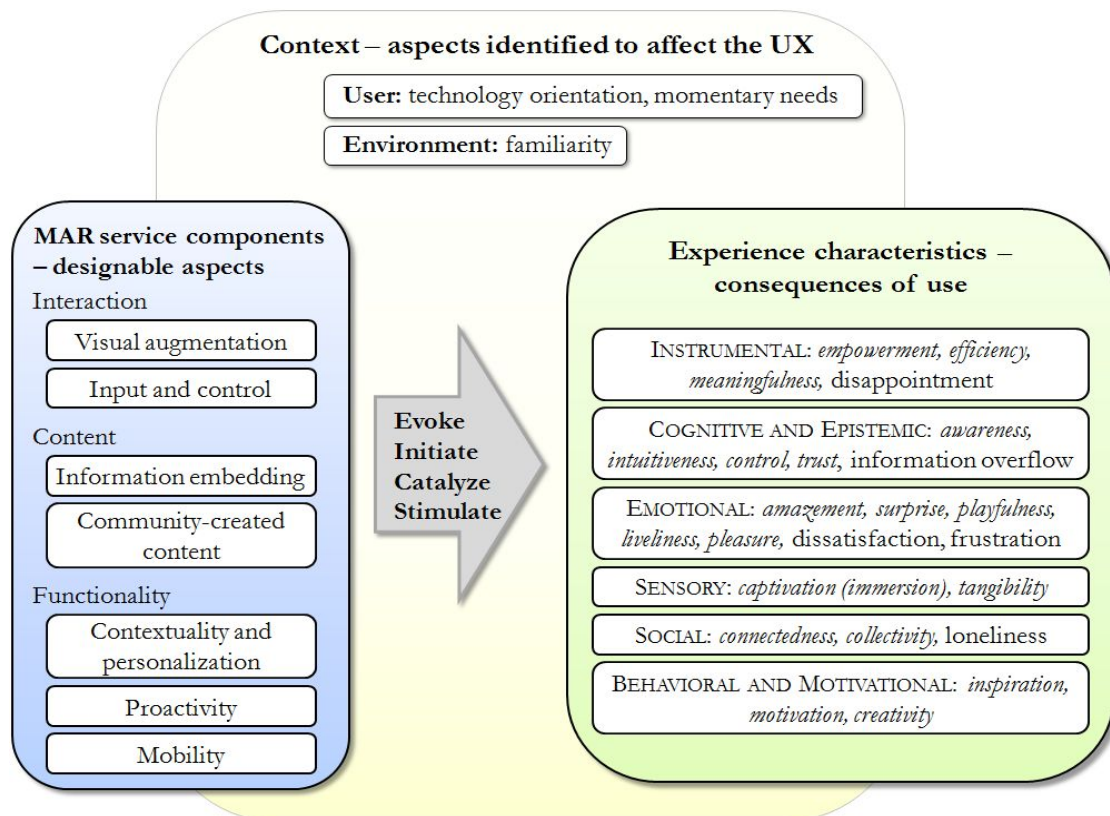 Context – aspects identified to affect the UX
User: technology orientation, momentary needs
Environment: familiarity
MAR service components
– designable aspects
Interaction
Visual augmentation
Input and control
Content
Information embedding
Community-created
content
Functionality
Contextuality and
personalization
Proactivity
Mobility
Evoke
Initiate
Catalyze
Stimulate
Experience characteristics –
consequences of use
INSTRUMENTAL: empowerment, efficiency,
meaningfulness, disappointment
COGNITIVE AND EPISTEMIC: awareness,
intuitiveness, control, trust, information overflow
EMOTIONAL: amazement, surprise, playfulness,
liveliness, pleasure, dissatisfaction, frustration
SENSORY: captivation (immersion), tangibility
SOCIAL: connectedness, collectivity, loneliness
BEHAVIORAL AND MOTIVATIONAL: inspiration,
motivation, creativity